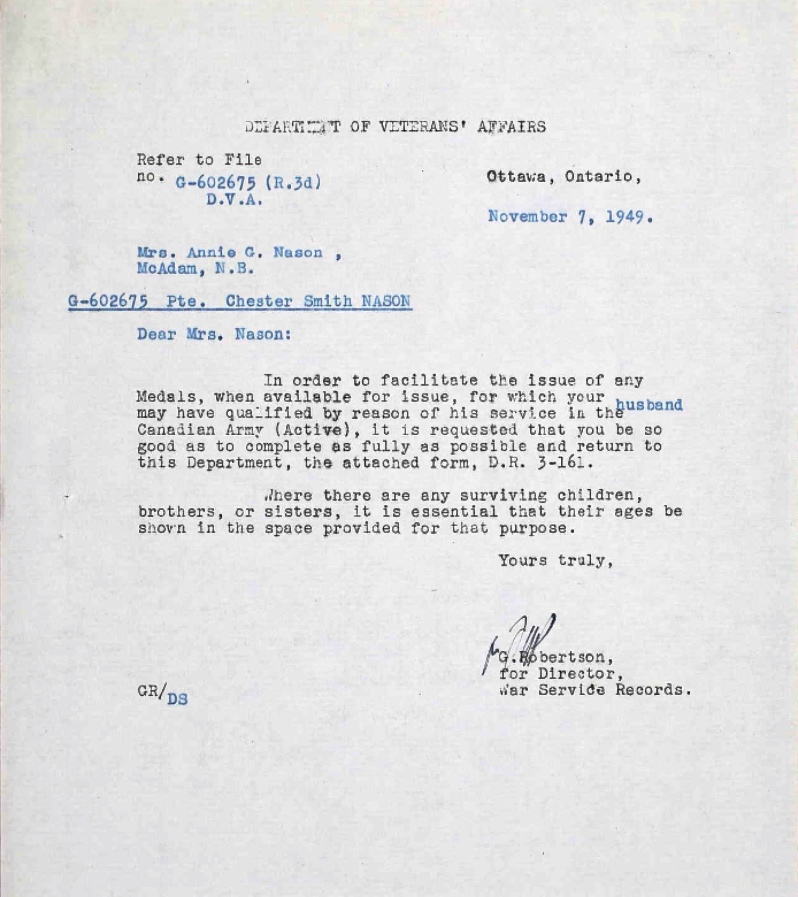 DEPARTMENT OF VETERANS' AFFAIRS
Refer to File
no. G-602675 (R.3d)
D.V.A.
Ottawa, Ontario,
November 7, 1949.
Mrs. Annie G. Nason ,
McAdam, N.B.
G-602675 Pte. Chester Smith NASON
Dear Mrs. Nason:
In order to facilitate the issue of any
Medals, when available for issue, for which your husband
may have qualified by reason of his service in the
Canadian Army (Active), it is requested that you be so
good as to complete as fully as possible and return to
this Department, the attached form, D.R. 3-161.
Where there are any surviving children,
brothers, or sisters, it is essential that their ages be
shown in the space provided for that purpose.
Yours truly,
G.Robertson,
for Director,
War Service Records.
GR/DS